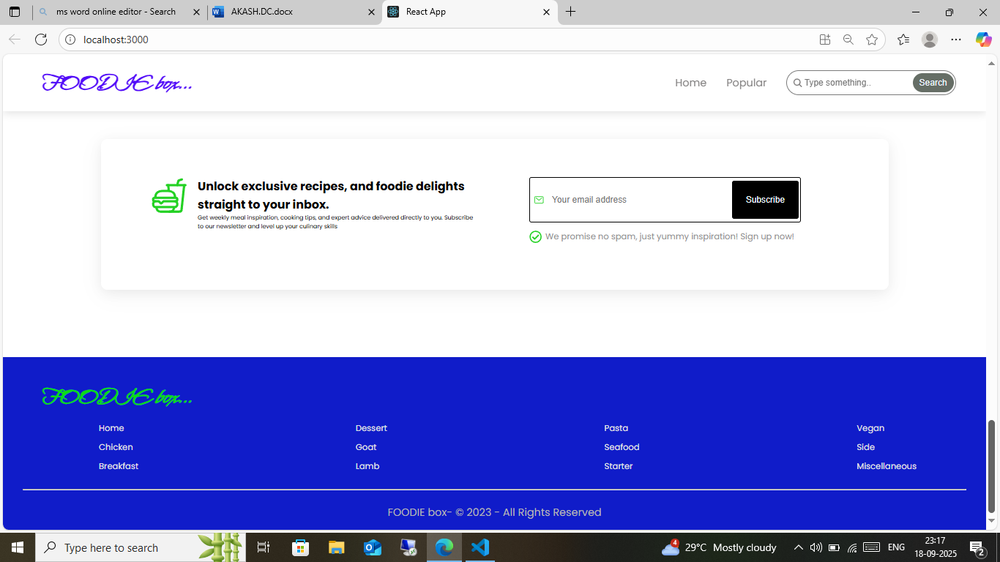 ms word online editor - Search
AKASH.DC.docx
React App
localhost:3000
FOODIE box...
Home
Popular
Type something..
Search
Unlock exclusive recipes, and foodie delights
straight to your inbox.
Get weekly meal inspiration, cooking tips, and expert advice delivered directly to you. Subscribe
to our newsletter and level up your culinary skills
Your email address
Subscribe
We promise no spam, just yummy inspiration! Sign up now!
FOODIE box...
Home
Dessert
Pasta
Vegan
Chicken
Goat
Seafood
Side
Breakfast
Lamb
Starter
Miscellaneous
FOODIE box- © 2023 - All Rights Reserved
Type here to search
4
29°C Mostly cloudy
ENG
23:17
18-09-2025
2